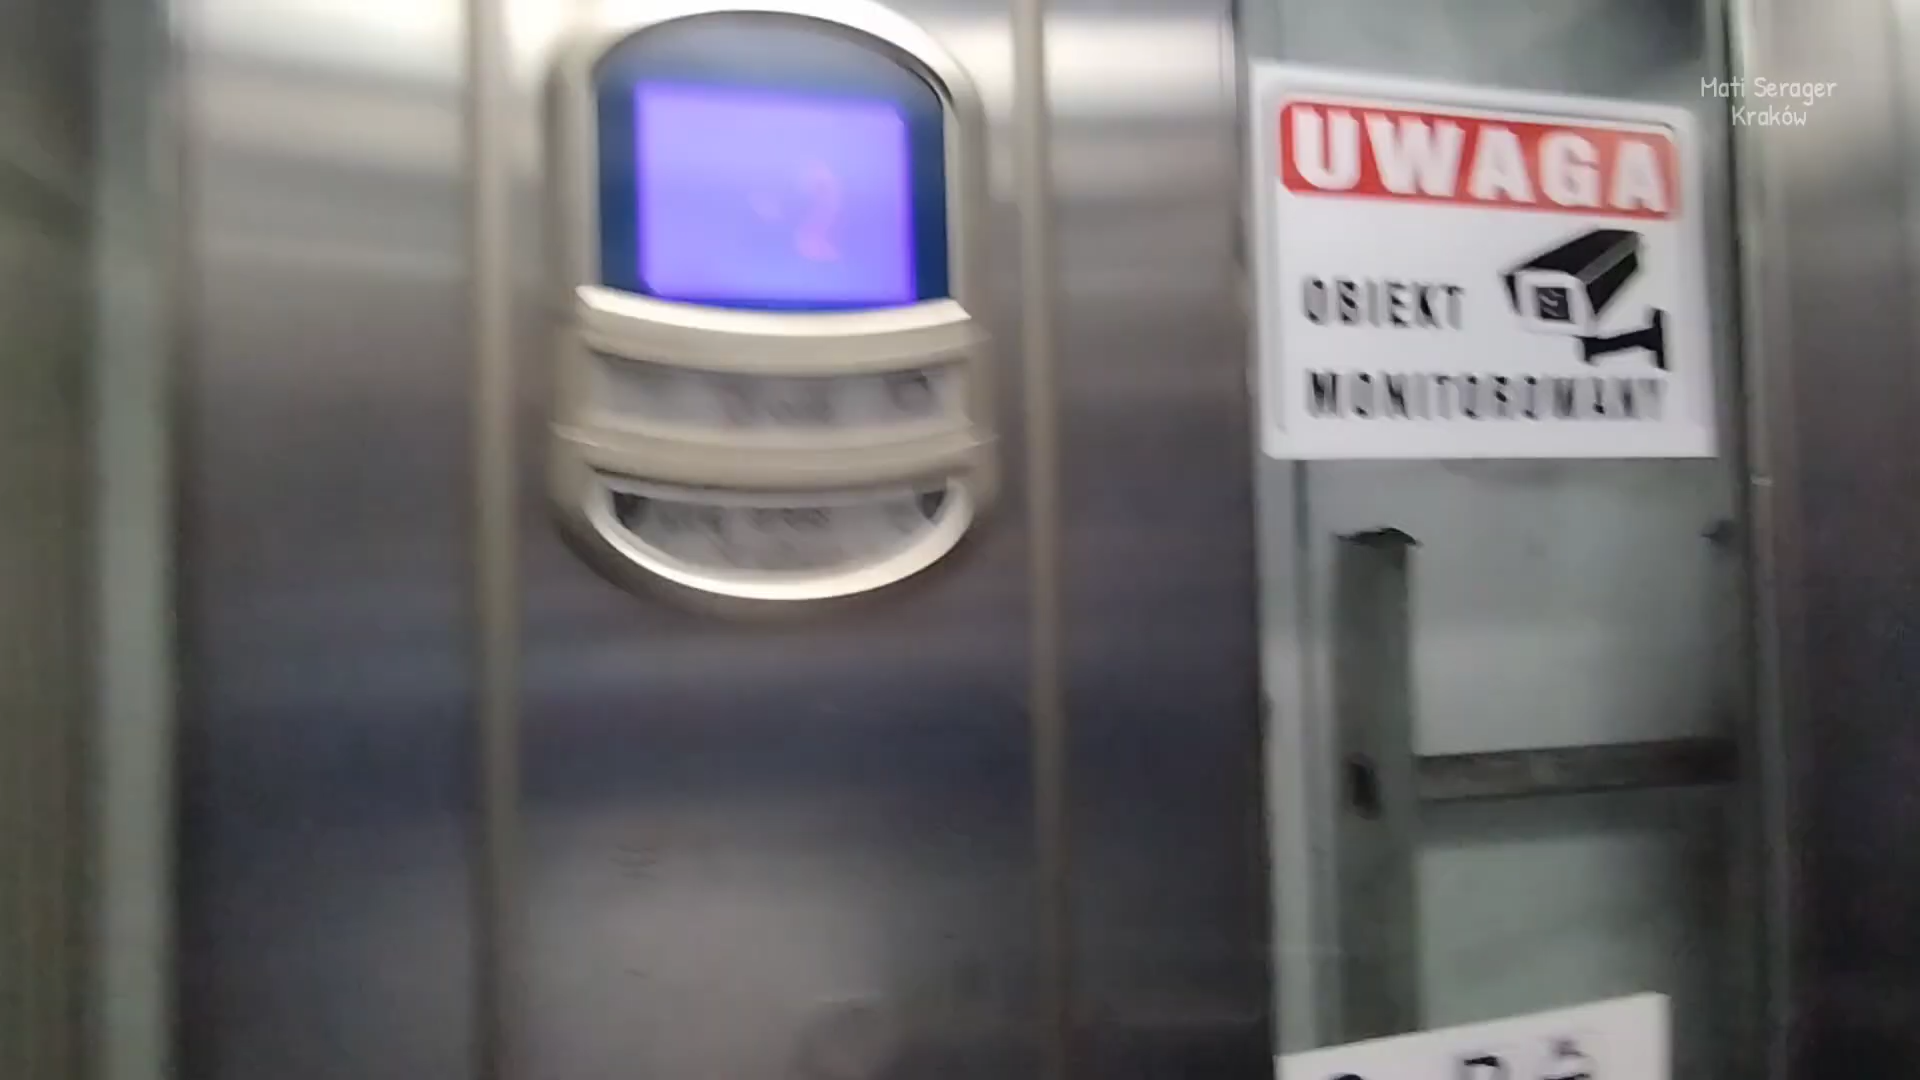 Mati Serager
Kraków
UWAGA
OBIEKT
MONITOROWANY